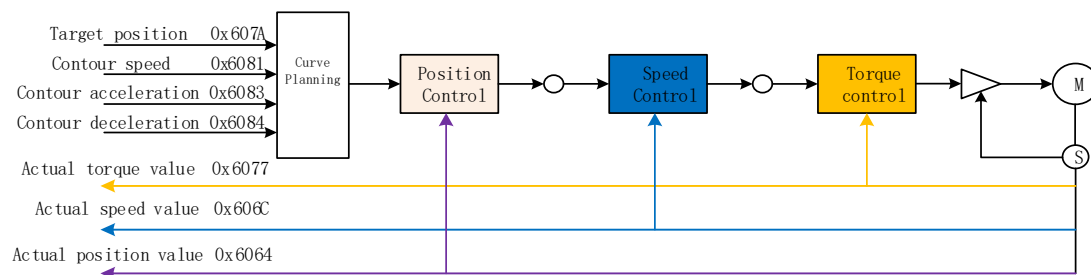 Target position 0x607A
Contour speed 0x6081
Contour acceleration 0x6083
Contour deceleration 0x6084
Curve
Planning
Position
Control
Speed
Control
Torque
control
M
S
Actual torque value 0x6077
Actual speed value 0x606C
Actual position value 0x6064